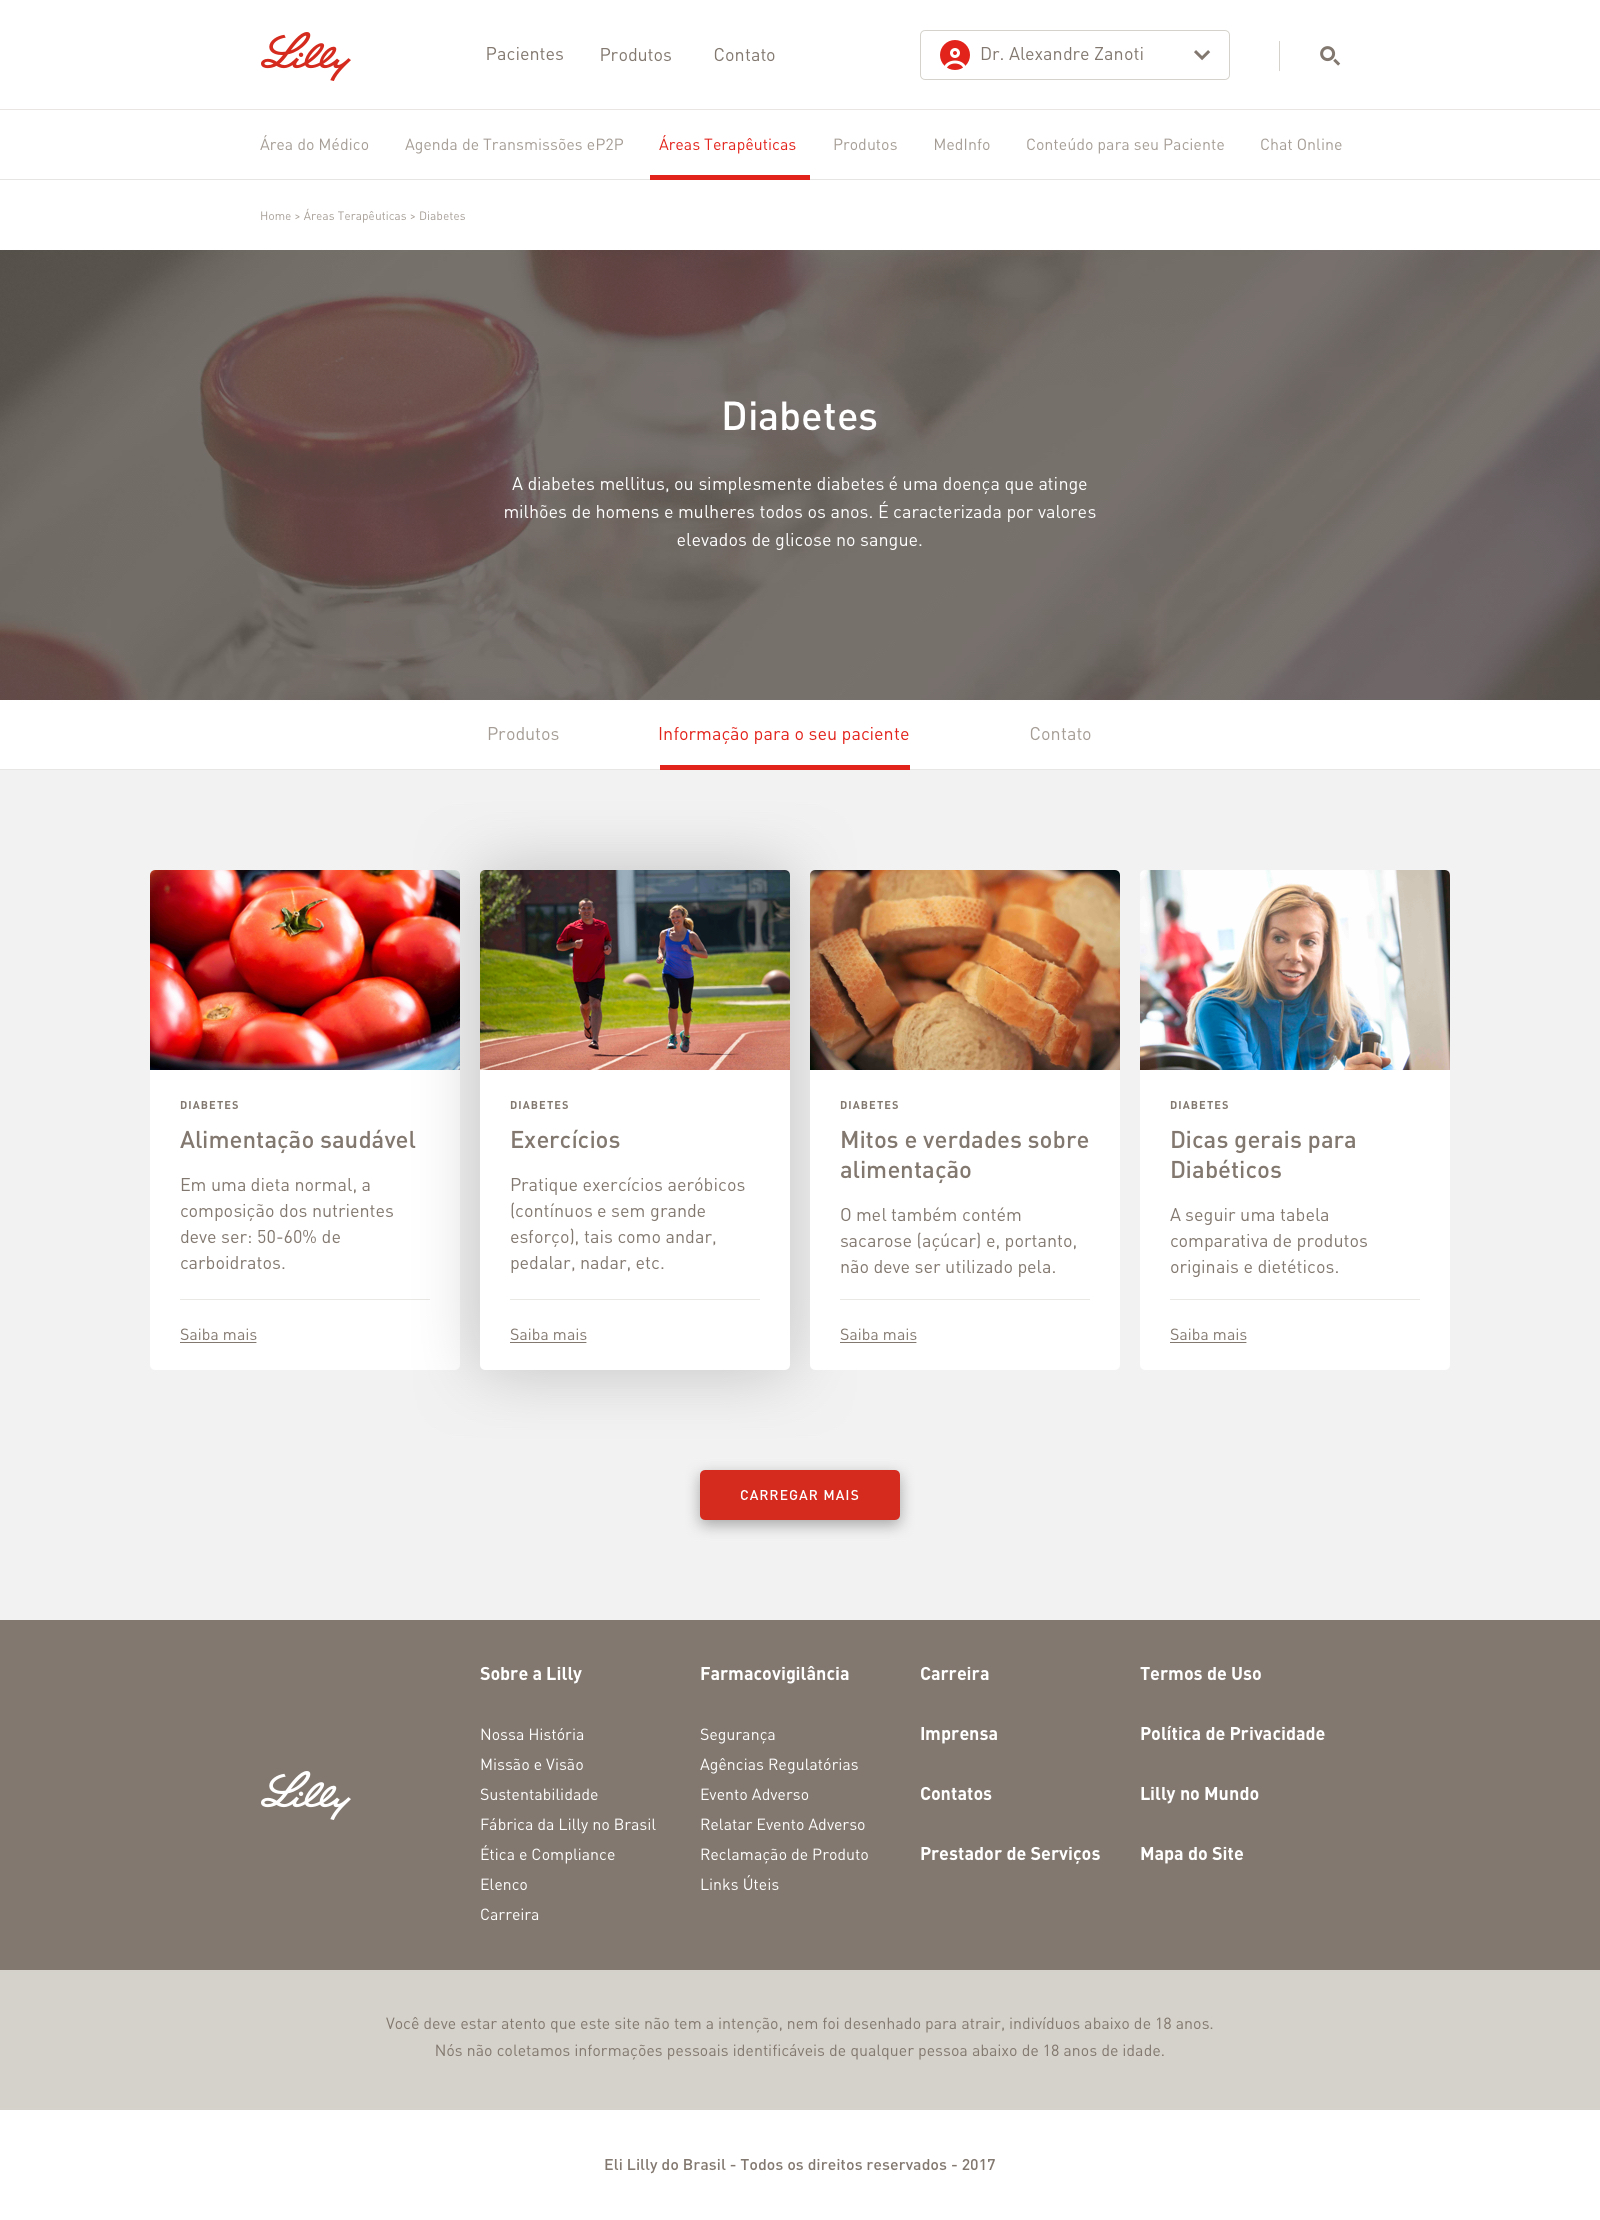 Lilly
Pacientes Produtos Contato Dr. Alexandre Zanoti
Área do Médico Agenda de Transmissões eP2P Áreas Terapêuticas Produtos MedInfo Conteúdo para seu Paciente Chat Online
Home > Áreas Terapêuticas > Diabetes
Diabetes
A diabetes mellitus, ou simplesmente diabetes é uma doença que atinge
milhões de homens e mulheres todos os anos. É caracterizada por valores
elevados de glicose no sangue.
Produtos Informação para o seu paciente Contato
DIABETES
Alimentação saudável
Em uma dieta normal, a
composição dos nutrientes
deve ser: 50-60% de
carboidratos.
Saiba mais
DIABETES
Exercícios
Pratique exercícios aeróbicos
(contínuos e sem grande
esforço), tais como andar,
pedalar, nadar, etc.
Saiba mais
DIABETES
Mitos e verdades sobre
alimentação
O mel também contém
sacarose (açúcar) e, portanto,
não deve ser utilizado pela.
Saiba mais
DIABETES
Dicas gerais para
Diabéticos
A seguir uma tabela
comparativa de produtos
originais e dietéticos.
Saiba mais
CARREGAR MAIS
Lilly
Sobre a Lilly
Nossa História
Missão e Visão
Sustentabilidade
Fábrica da Lilly no Brasil
Ética e Compliance
Elenco
Carreira
Farmacovigilância
Segurança
Agências Regulatórias
Evento Adverso
Relatar Evento Adverso
Reclamação de Produto
Links Úteis
Carreira
Imprensa
Contatos
Prestador de Serviços
Termos de Uso
Política de Privacidade
Lilly no Mundo
Mapa do Site
Você deve estar atento que este site não tem a intenção, nem foi desenhado para atrair, indivíduos abaixo de 18 anos.
Nós não coletamos informações pessoais identificáveis de qualquer pessoa abaixo de 18 anos de idade.
Eli Lilly do Brasil - Todos os direitos reservados - 2017